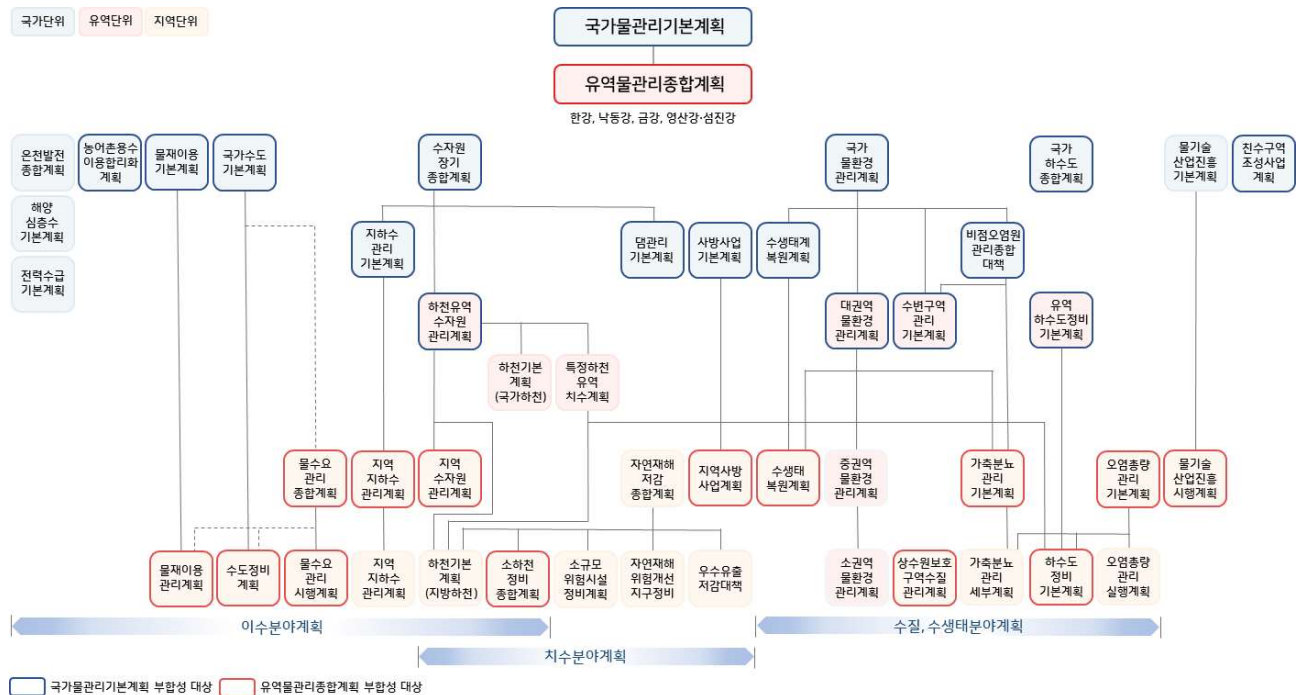 국가단위
유역단위
지역단위
국가물관리기본계획
유역물관리종합계획
한강, 낙동강, 금강, 영산강·섬진강
온천발전
종합계획
농어촌용수
이용합리화
계획
물재이용
기본계획
국가수도
기본계획
수자원
장기
종합계획
국가
물환경
관리계획
국가
하수도
종합계획
물기술
산업진흥
기본계획
친수구역
조성사업
계획
해양
심층수
기본계획
전력수급
기본계획
지하수
관리
기본계획
댐관리
기본계획
사방사업
기본계획
수생태계
복원계획
비점오염원
관리종합
대책
하천유역
수자원
관리계획
대권역
물환경
관리계획
수변구역
관리
기본계획
유역
하수도정비
기본계획
하천기본
계획
(국가하천)
특정하천
유역
치수계획
물수요
관리
종합계획
지역
지하수
관리계획
지역
수자원
관리계획
자연재해
저감
종합계획
지역사방
사업계획
수생태
복원계획
중권역
물환경
관리계획
가축분뇨
관리
기본계획
오염총량
관리
기본계획
물기술
산업진흥
시행계획
물재이용
관리계획
수도정비
계획
물수요
관리
시행계획
지역
지하수
관리계획
하천기본
계획
(지방하천)
소하천
정비
종합계획
소규모
위험시설
정비계획
자연재해
위험개선
지구정비
우수유출
저감대책
소권역
물환경
관리계획
상수원보호
구역수질
관리계획
가축분뇨
관리
세부계획
하수도
정비
기본계획
오염총량
관리
실행계획
이수분야계획
수질, 수생태분야계획
치수분야계획
국가물관리기본계획 부합성 대상
유역물관리종합계획 부합성 대상